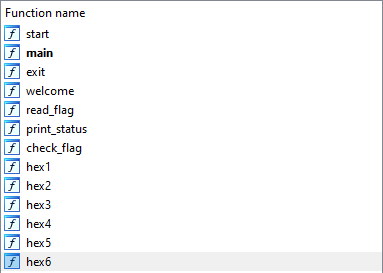 Function name
f start
f main
f exit
f welcome
f read_flag
f print_status
f check_flag
f hex1
f hex2
f hex3
f hex4
f hex5
f hex6